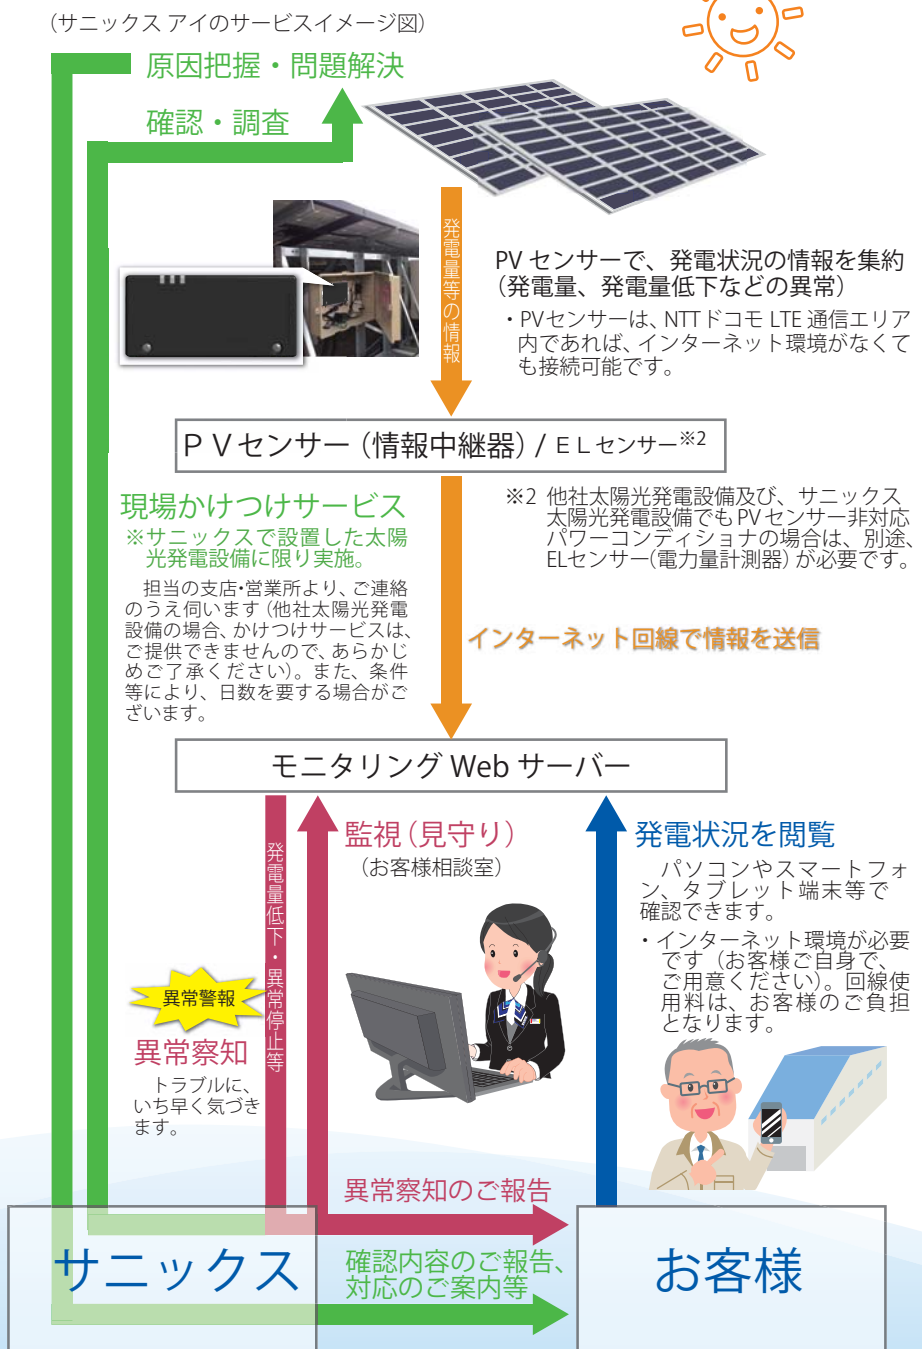 （サニックス アイのサービスイメージ図）
原因把握・問題解決
確認・調査
発電量等の情報
PV センサーで、発電状況の情報を集約
（発電量、発電量低下などの異常）
・PVセンサーは、NTTドコモ LTE 通信エリア
内であれば、インターネット環境がなくて
も接続可能です。
ＰＶセンサー（情報中継器）/ ＥＬセンサー※2
現場かけつけサービス
※サニックスで設置した太陽
光発電設備に限り実施。
担当の支店・営業所より、ご連絡
のうえ伺います（他社太陽光発電
設備の場合、かけつけサービスは、
ご提供できませんので、あらかじ
めご了承ください）。また、条件
等により、日数を要する場合がご
ざいます。
※2 他社太陽光発電設備及び、サニックス
太陽光発電設備でも PV センサー非対応
パワーコンディショナの場合は、別途、
ELセンサー（電力量計測器）が必要です。
インターネット回線で情報を送信
モニタリング Web サーバー
発電量低下・異常停止等
監視（見守り）
（お客様相談室）
発電状況を閲覧
パソコンやスマートフォ
ン、タブレット端末等で
確認できます。
・インターネット環境が必要
です（お客様ご自身で、
ご用意ください）。回線使
用料は、お客様のご負担
となります。
異常警報
異常察知
トラブルに、
いち早く気づき
ます。
異常察知のご報告
サニックス
確認内容のご報告、
対応のご案内等
お客様